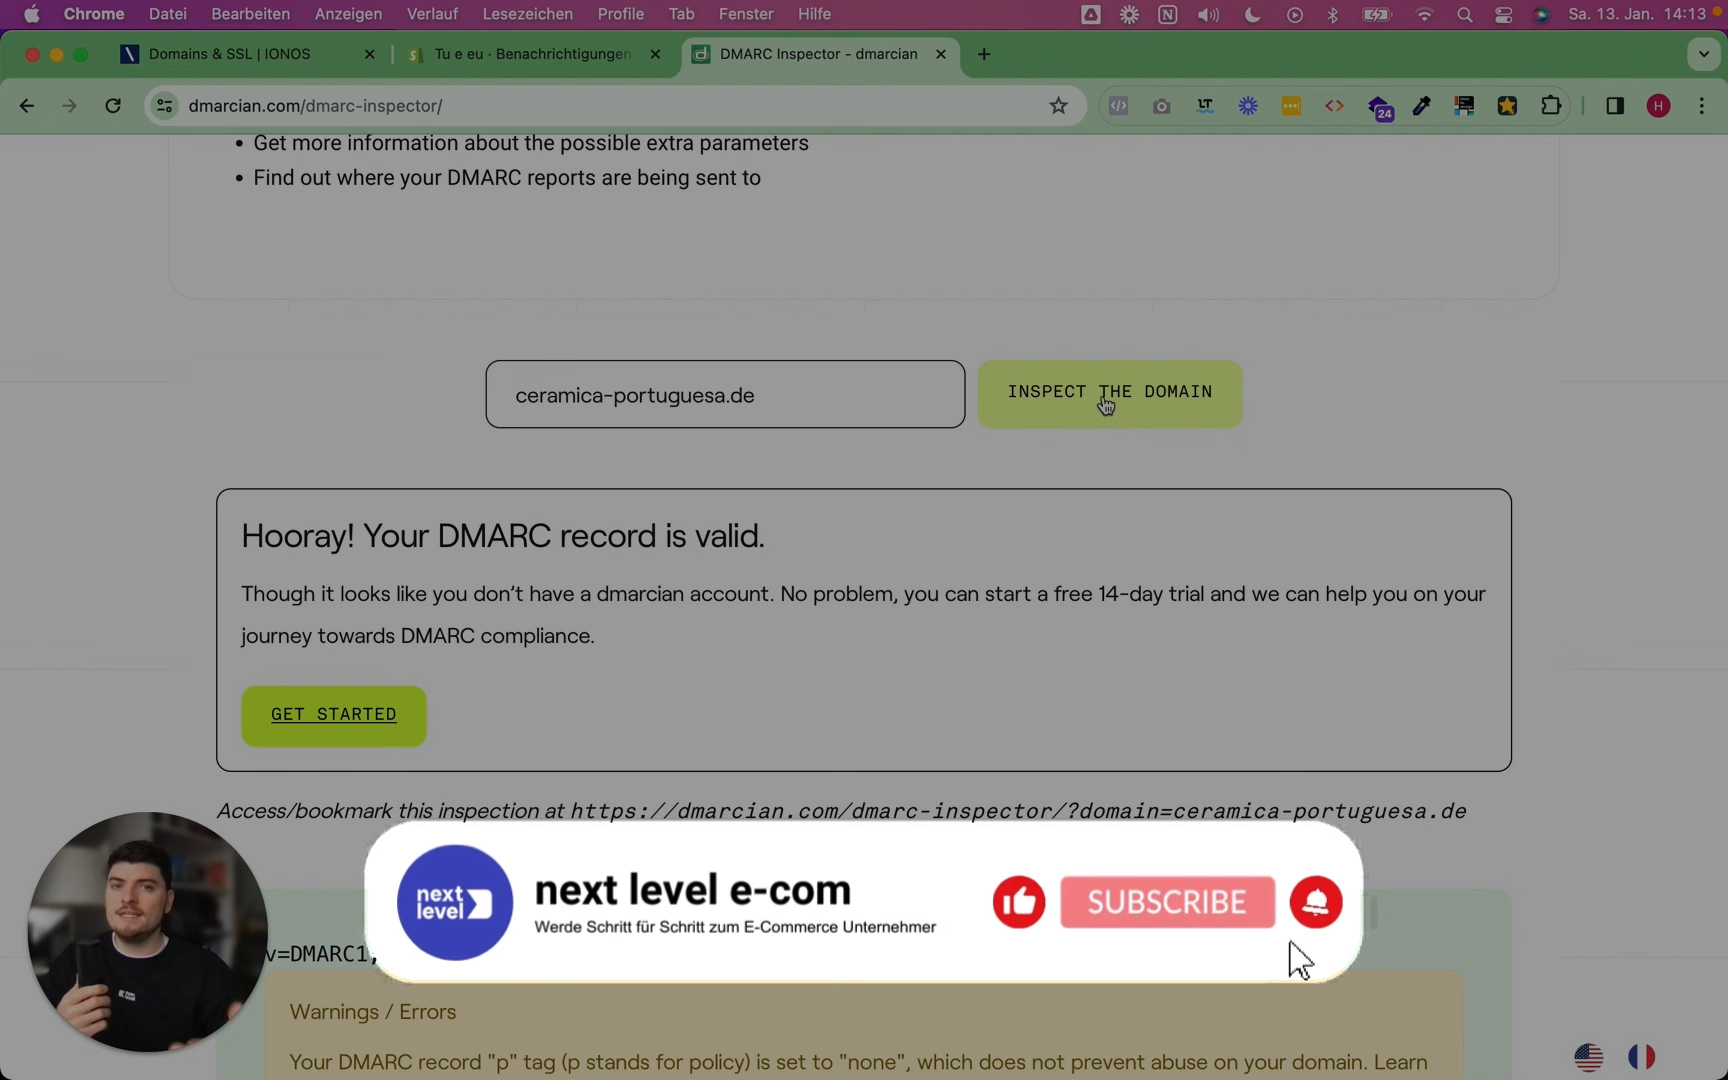 Chrome Datei Bearbeiten Anzeigen Verlauf Lesezeichen Profile Tab Fenster Hilfe Sa. 13. Jan. 14:13
Domains & SSL | IONOS
Tu e eu · Benachrichtigungen
DMARC Inspector - dmarcian
dmarcian.com/dmarc-inspector/
LT
24
H
Get more information about the possible extra parameters
Find out where your DMARC reports are being sent to
ceramica-portuguesa.de
INSPECT THE DOMAIN
Hooray! Your DMARC record is valid.
Though it looks like you don’t have a dmarcian account. No problem, you can start a free 14-day trial and we can help you on your
journey towards DMARC compliance.
GET STARTED
Access/bookmark this inspection at https://dmarcian.com/dmarc-inspector/?domain=ceramica-portuguesa.de
next level
next level e-com
Werde Schritt für Schritt zum E-Commerce Unternehmer
SUBSCRIBE
v=DMARC1;
Warnings / Errors
Your DMARC record "p" tag (p stands for policy) is set to "none", which does not prevent abuse on your domain. Learn